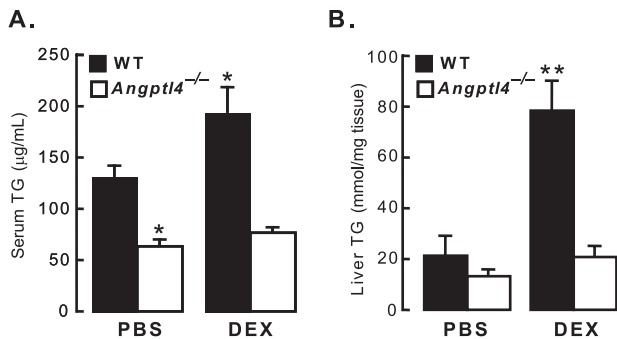 A.
WT
Angptl4−/−
Serum TG (µg/mL)
250
200
150
100
50
0
*
*
PBS
DEX
B.
WT
Angptl4−/−
Liver TG (mmol/mg tissue)
100
80
60
40
20
0
**
PBS
DEX